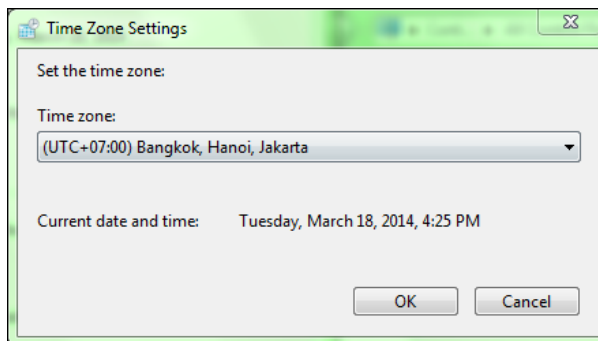 Time Zone Settings
Set the time zone:
Time zone:
(UTC+07:00) Bangkok, Hanoi, Jakarta
Current date and time: Tuesday, March 18, 2014, 4:25 PM
OK Cancel